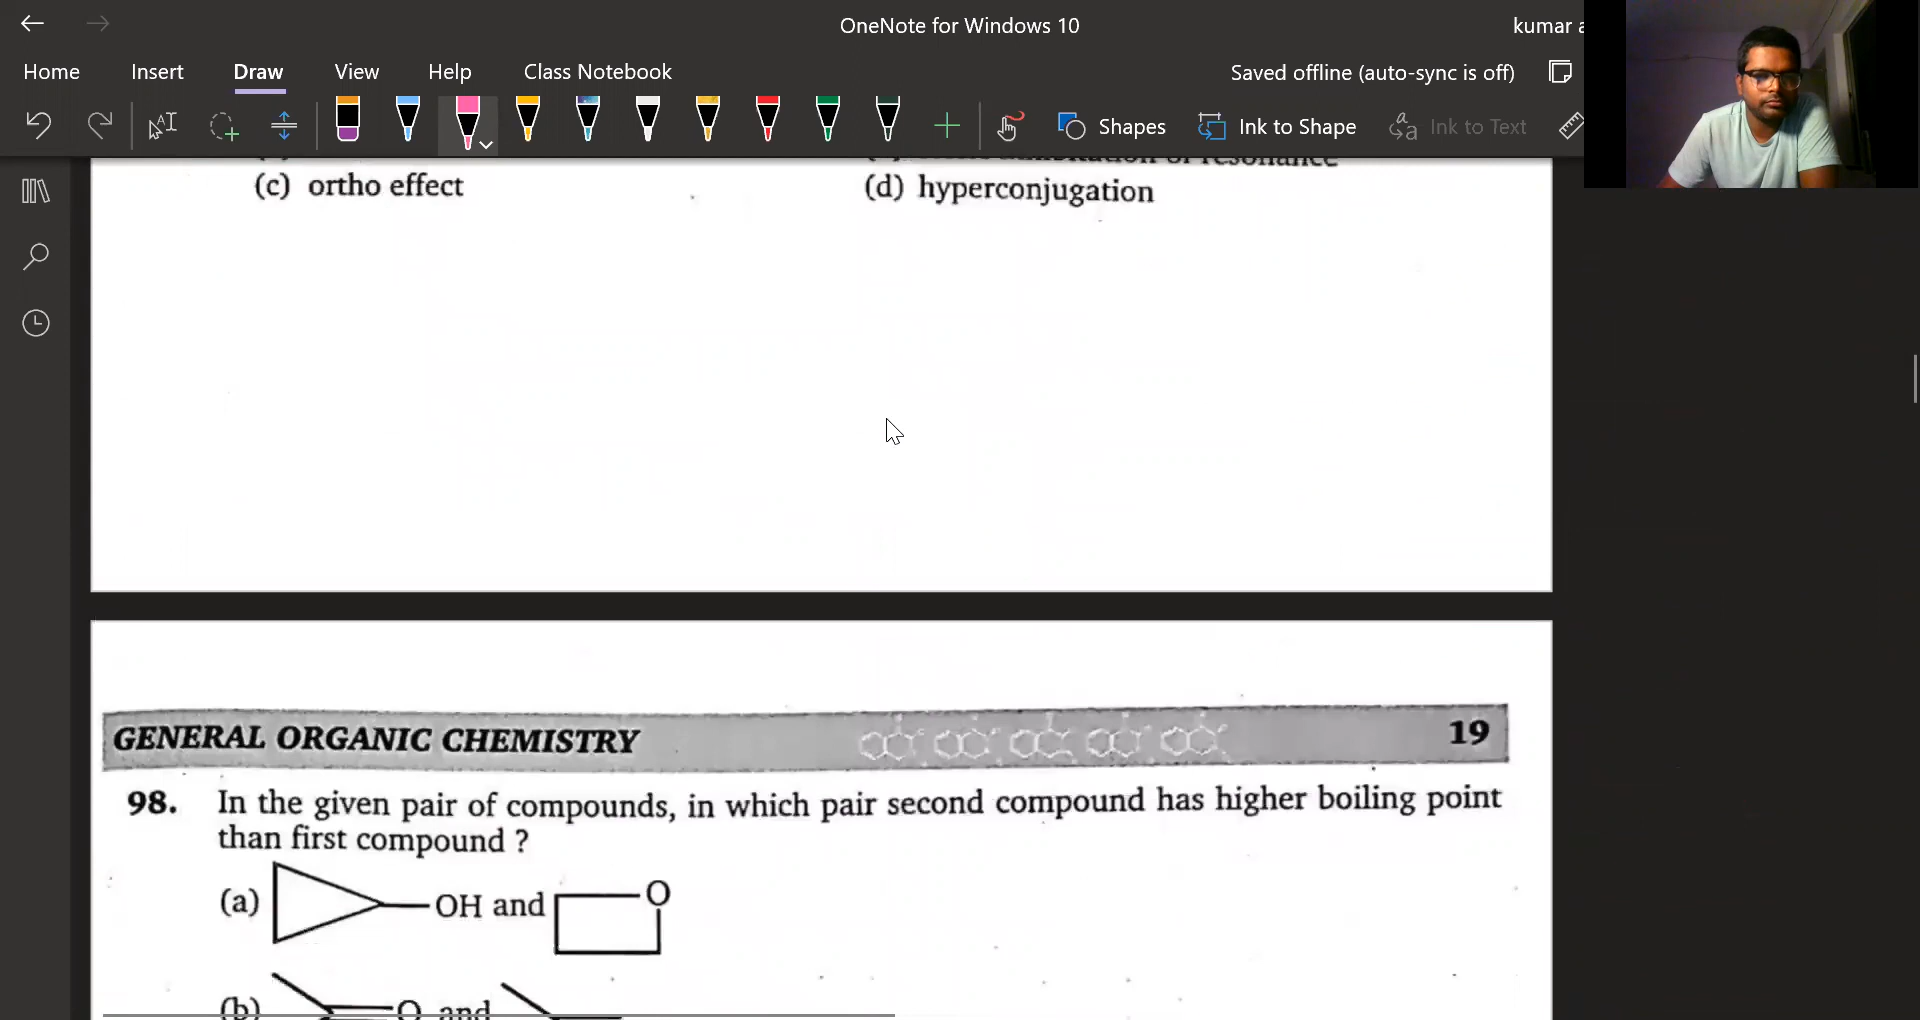 OneNote for Windows 10
kumar a
Home Insert Draw View Help Class Notebook
Saved offline (auto-sync is off)
Shapes Ink to Shape Ink to Text
resonance
(c) ortho effect
(d) hyperconjugation
GENERAL ORGANIC CHEMISTRY 19
98. In the given pair of compounds, in which pair second compound has higher boiling point
than first compound ?
(a) OH and O
(b) O and